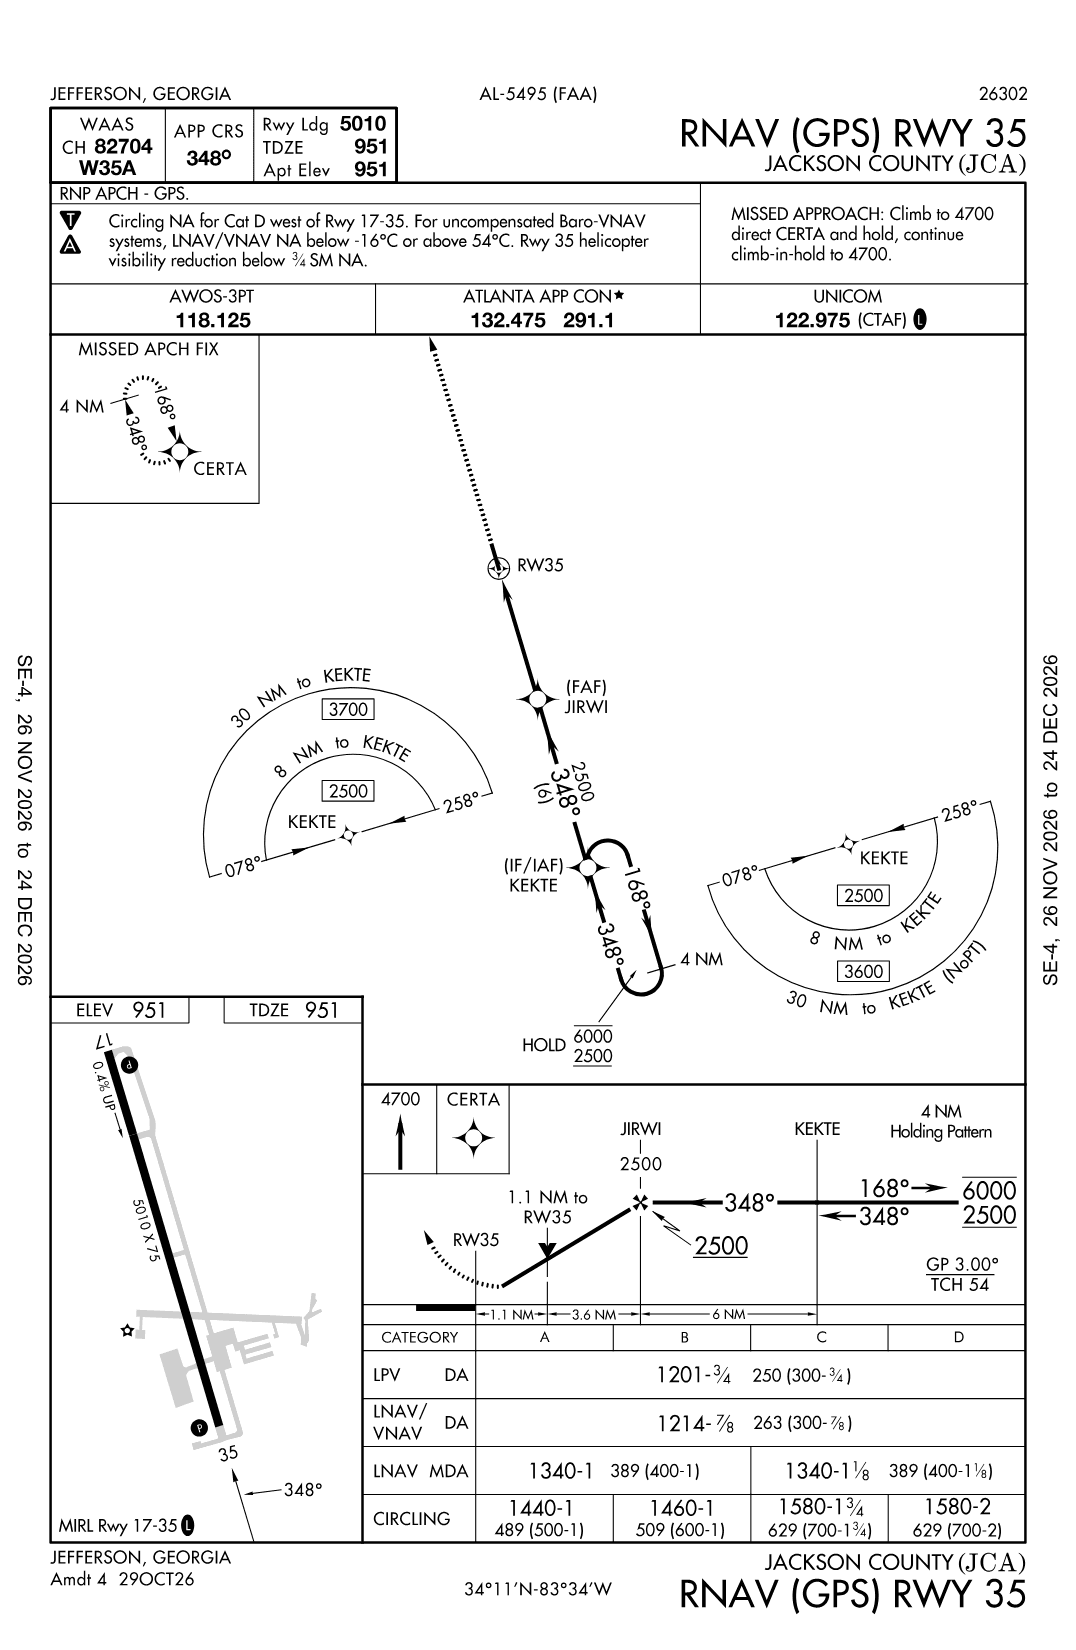 JEFFERSON, GEORGIA
AL-5495 (FAA)
26302
WAAS
CH 82704
W35A
APP CRS
348°
Rwy Ldg 5010
TDZE 951
Apt Elev 951
RNAV (GPS) RWY 35
JACKSON COUNTY (JCA)
RNP APCH - GPS.
T
A
Circling NA for Cat D west of Rwy 17-35. For uncompensated Baro-VNAV
systems, LNAV/VNAV NA below -16°C or above 54°C. Rwy 35 helicopter
visibility reduction below ¾ SM NA.
MISSED APPROACH: Climb to 4700
direct CERTA and hold, continue
climb-in-hold to 4700.
AWOS-3PT
118.125
ATLANTA APP CON★
132.475 291.1
UNICOM
122.975 (CTAF) L
MISSED APCH FIX
4 NM
168°
348°
CERTA
RW35
(FAF)
JIRWI
2500
348°
(6)
(IF/IAF)
KEKTE
168°
348°
4 NM
HOLD 6000
2500
30 NM to KEKTE
3700
8 NM to KEKTE
2500
KEKTE
258°
078°
258°
078°
KEKTE
2500
8 NM to KEKTE
3600
30 NM to KEKTE (NoPT)
SE-4, 26 NOV 2026 to 24 DEC 2026
SE-4, 26 NOV 2026 to 24 DEC 2026
ELEV 951
TDZE 951
17
P
0.4% UP
5010 X 75
P
35
348°
MIRL Rwy 17-35 L
4700
CERTA
JIRWI
2500
KEKTE
4 NM
Holding Pattern
1.1 NM to
RW35
RW35
348°
168°
348°
6000
2500
2500
GP 3.00°
TCH 54
1.1 NM
3.6 NM
6 NM
CATEGORY A B C D
LPV DA 1201-¾ 250 (300-¾)
LNAV/
VNAV DA 1214-⅞ 263 (300-⅞)
LNAV MDA 1340-1 389 (400-1) 1340-1⅛ 389 (400-1⅛)
CIRCLING 1440-1 1460-1 1580-1¾ 1580-2
489 (500-1) 509 (600-1) 629 (700-1¾) 629 (700-2)
JEFFERSON, GEORGIA
Amdt 4 29OCT26
34°11'N-83°34'W
JACKSON COUNTY (JCA)
RNAV (GPS) RWY 35